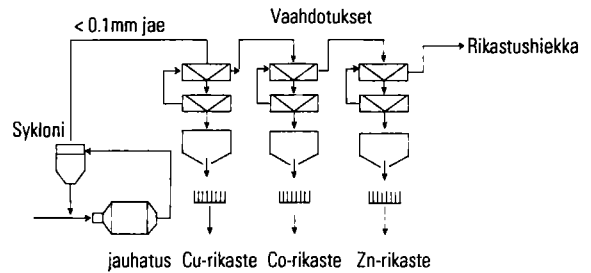 Vaahdotukset
< 0.1mm jae
Rikastushiekka
Sykloni
jauhatus Cu-rikaste Co-rikaste Zn-rikaste